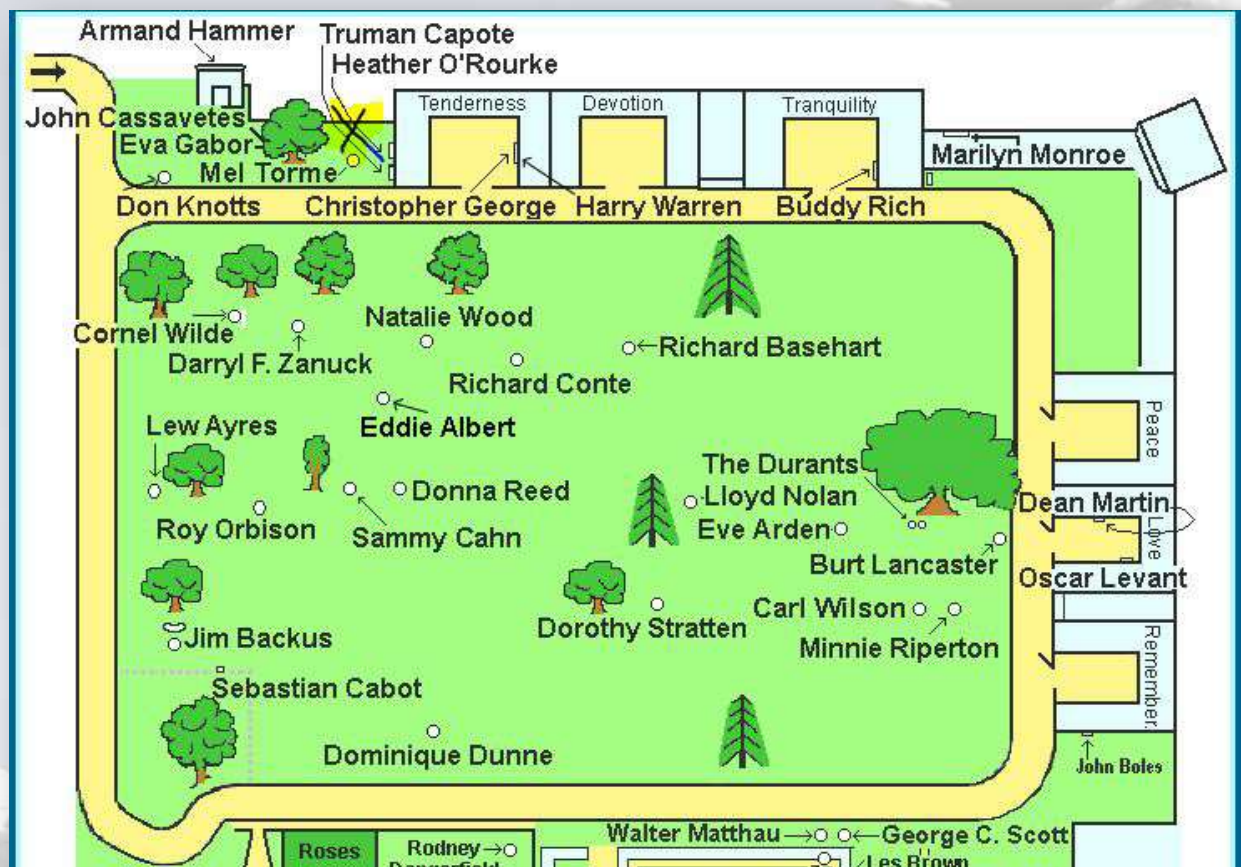 Armand Hammer
Truman Capote
Heather O'Rourke
John Cassavetes
Eva Gabor
Mel Torme
Tenderness
Devotion
Tranquility
Marilyn Monroe
Don Knotts
Christopher George
Harry Warren
Buddy Rich
Natalie Wood
Cornel Wilde
Darryl F. Zanuck
Richard Basehart
Richard Conte
Eddie Albert
Lew Ayres
Peace
The Durants
Donna Reed
Lloyd Nolan
Dean Martin
Roy Orbison
Sammy Cahn
Eve Arden
Love
Burt Lancaster
Oscar Levant
Carl Wilson
Dorothy Stratten
Jim Backus
Minnie Riperton
Remember.
Sebastian Cabot
Dominique Dunne
John Boles
Walter Matthau
George C. Scott
Roses
Rodney
Dangerfield
Les Brown